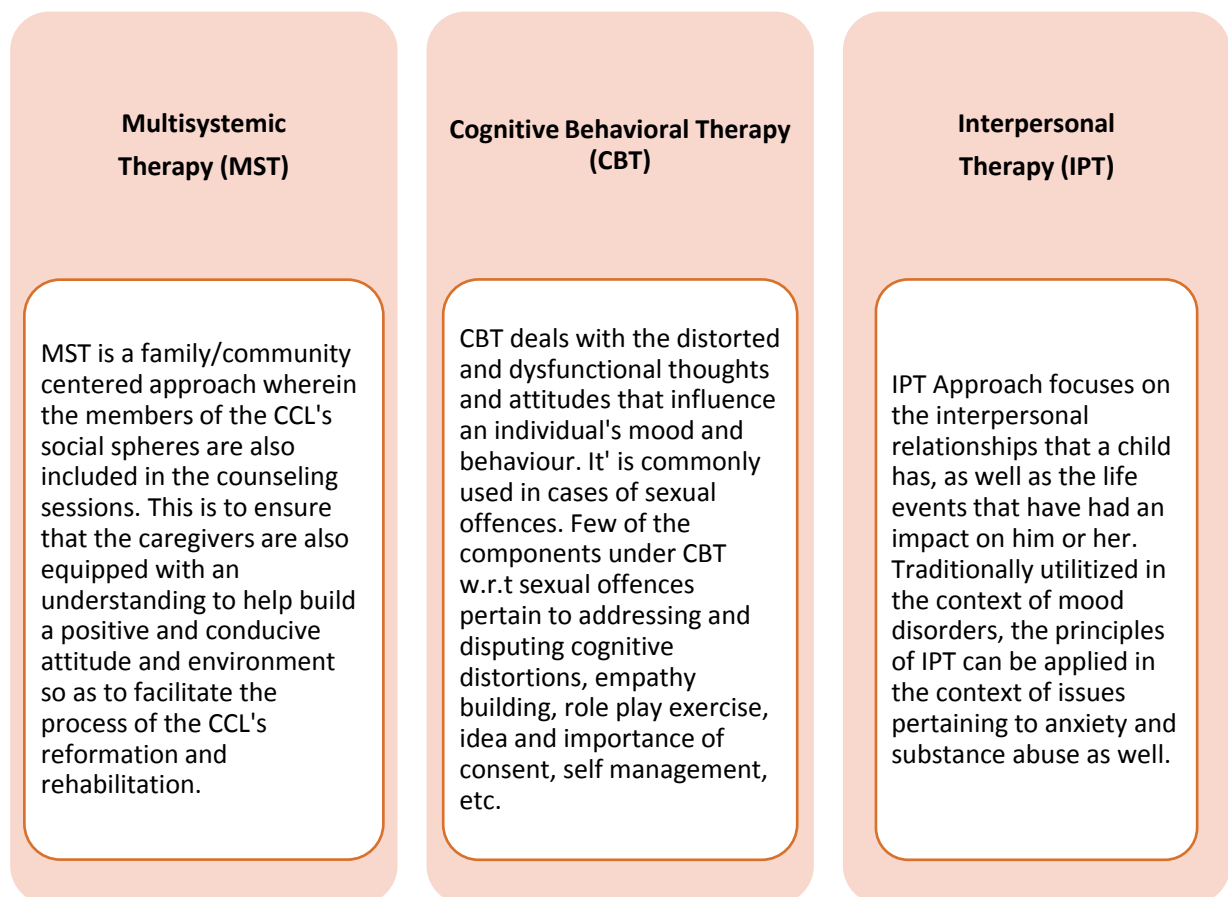 Multisystemic
Therapy (MST)
MST is a family/community
centered approach wherein
the members of the CCL's
social spheres are also
included in the counseling
sessions. This is to ensure
that the caregivers are also
equipped with an
understanding to help build
a positive and conducive
attitude and environment
so as to facilitate the
process of the CCL's
reformation and
rehabilitation.
Cognitive Behavioral Therapy
(CBT)
CBT deals with the distorted
and dysfunctional thoughts
and attitudes that influence
an individual's mood and
behaviour. It' is commonly
used in cases of sexual
offences. Few of the
components under CBT
w.r.t sexual offences
pertain to addressing and
disputing cognitive
distortions, empathy
building, role play exercise,
idea and importance of
consent, self management,
etc.
Interpersonal
Therapy (IPT)
IPT Approach focuses on
the interpersonal
relationships that a child
has, as well as the life
events that have had an
impact on him or her.
Traditionally utilitized in
the context of mood
disorders, the principles
of IPT can be applied in
the context of issues
pertaining to anxiety and
substance abuse as well.